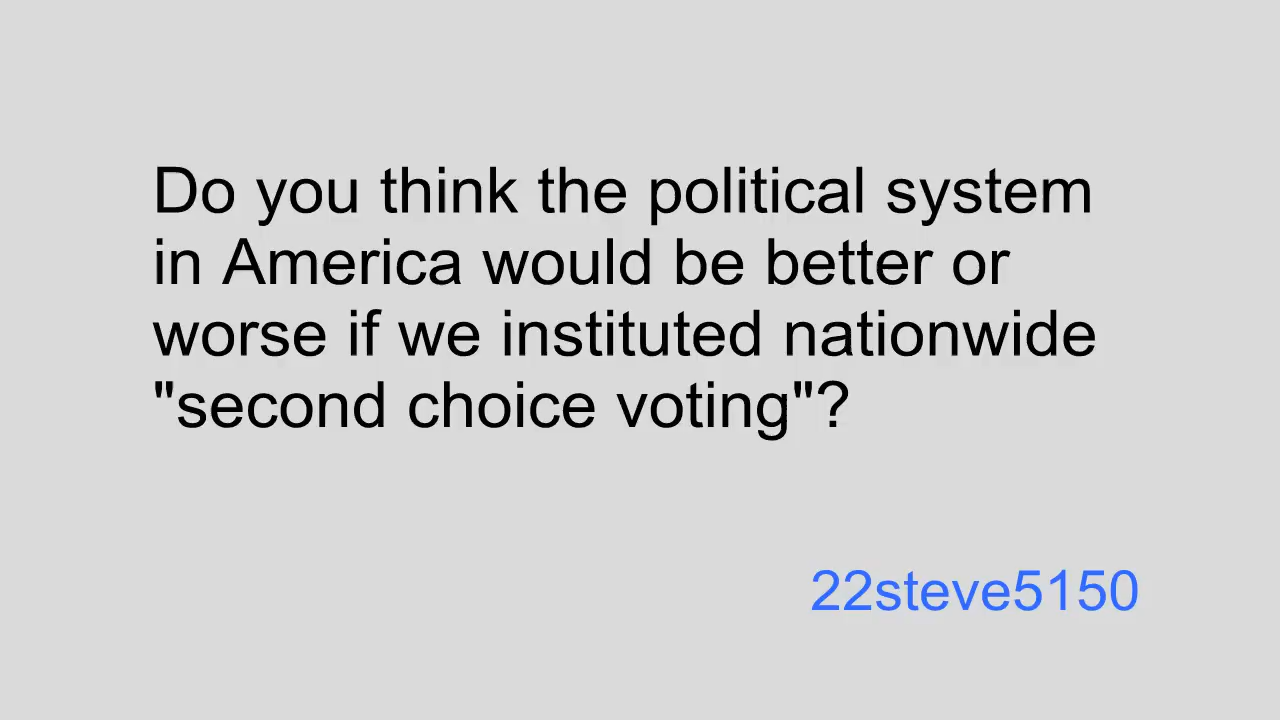 Do you think the political system
in America would be better or
worse if we instituted nationwide
"second choice voting"?
22steve5150